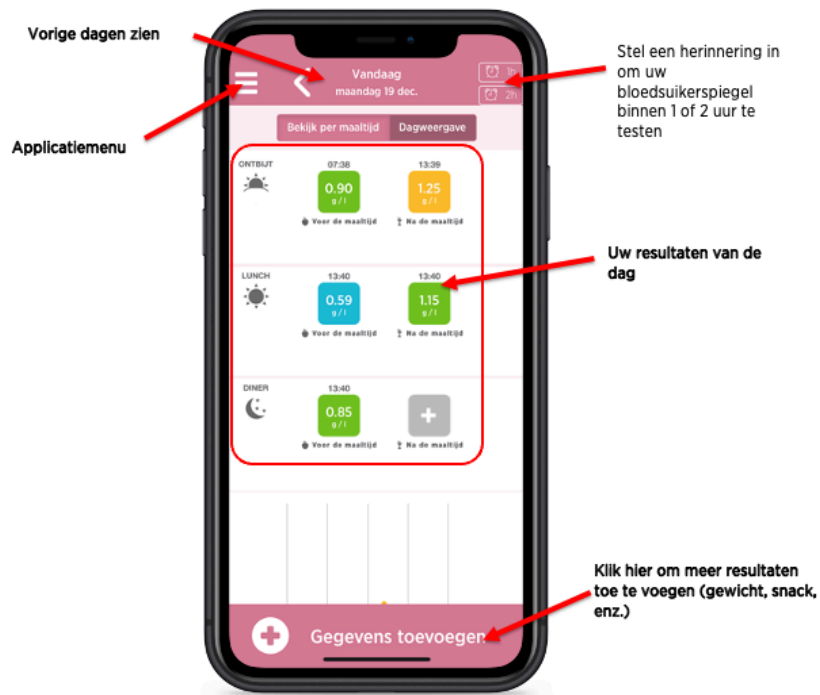 Vorige dagen zien
Applicatiemenu
Vandaag
maandag 19 dec.
1h
2h
Stel een herinnering in
om uw
bloedsuikerspiegel
binnen 1 of 2 uur te
testen
Bekijk per maaltijd Dagweergave
ONTBIJT 07:38 13:39
0.90 1.25
g/l g/l
Voor de maaltijd Na de maaltijd
Uw resultaten van de
dag
LUNCH 13:40 13:40
0.59 1.15
g/l g/l
Voor de maaltijd Na de maaltijd
DINER 13:40
0.85
g/l
Voor de maaltijd Na de maaltijd
Klik hier om meer resultaten
toe te voegen (gewicht, snack,
enz.)
Gegevens toevoegen